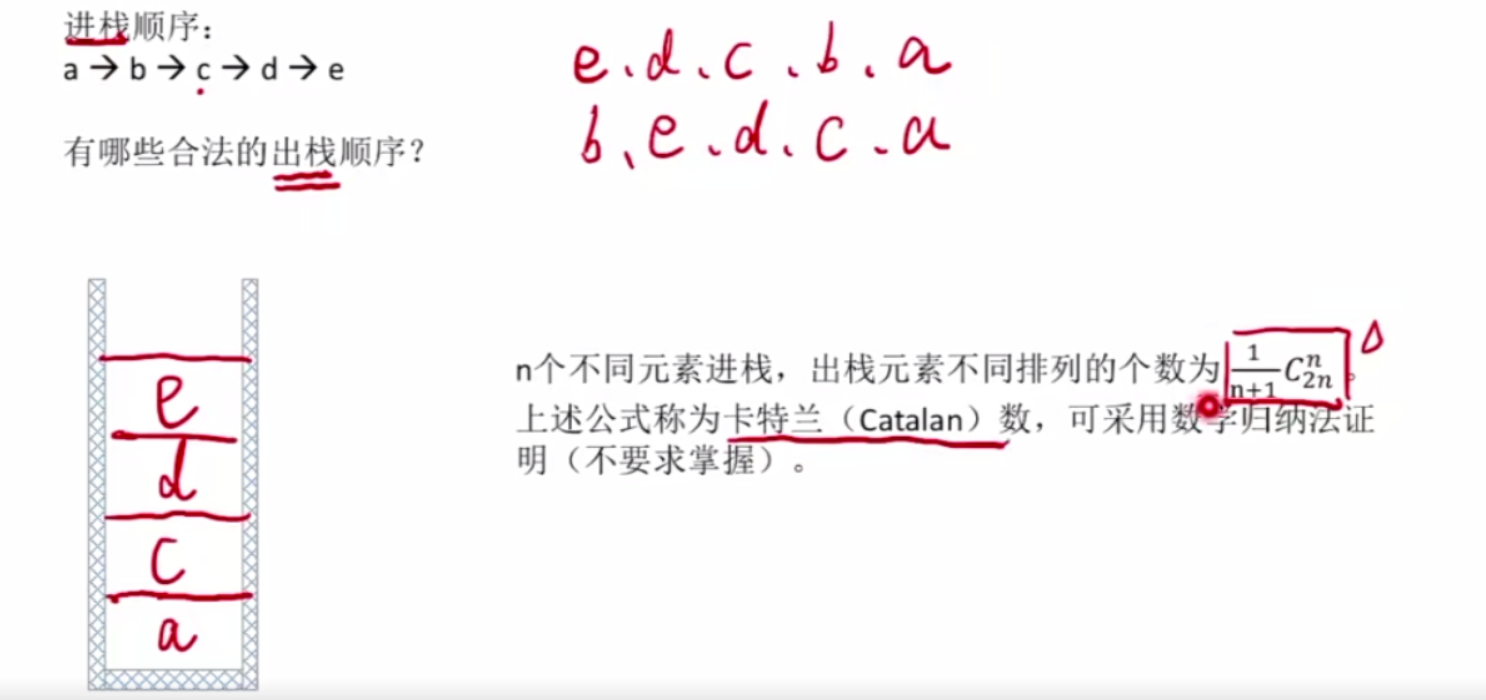 进栈顺序：
a → b → c → d → e
有哪些合法的出栈顺序？
e、d、c、b、a
b、e、d、c、a
e
d
c
a
n个不同元素进栈，出栈元素不同排列的个数为 $\frac{1}{n+1}C_{2n}^{n}$。
上述公式称为卡特兰（Catalan）数，可采用数学归纳法证
明（不要求掌握）。